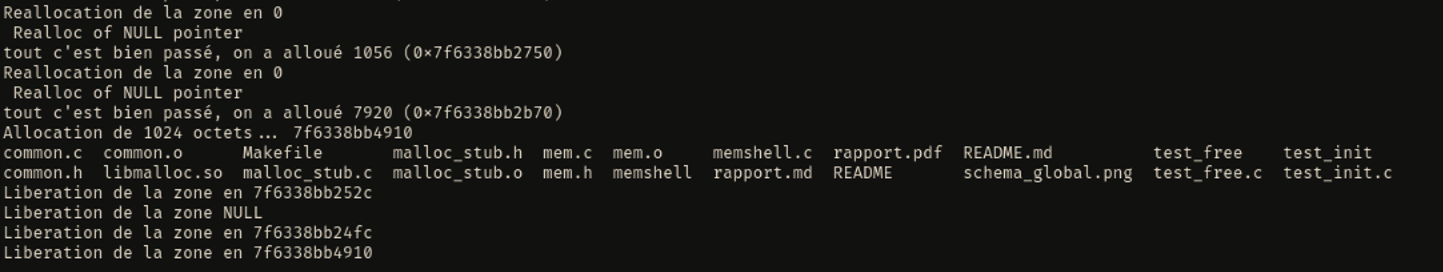 Reallocation de la zone en 0
 Realloc of NULL pointer
tout c'est bien passé, on a alloué 1056 (0×7f6338bb2750)
Reallocation de la zone en 0
 Realloc of NULL pointer
tout c'est bien passé, on a alloué 7920 (0×7f6338bb2b70)
Allocation de 1024 octets... 7f6338bb4910
common.c  common.o      Makefile       malloc_stub.h  mem.c  mem.o     memshell.c  rapport.pdf  README.md         test_free    test_init
common.h  libmalloc.so  malloc_stub.c  malloc_stub.o  mem.h  memshell  rapport.md  README       schema_global.png  test_free.c  test_init.c
Liberation de la zone en 7f6338bb252c
Liberation de la zone NULL
Liberation de la zone en 7f6338bb24fc
Liberation de la zone en 7f6338bb4910